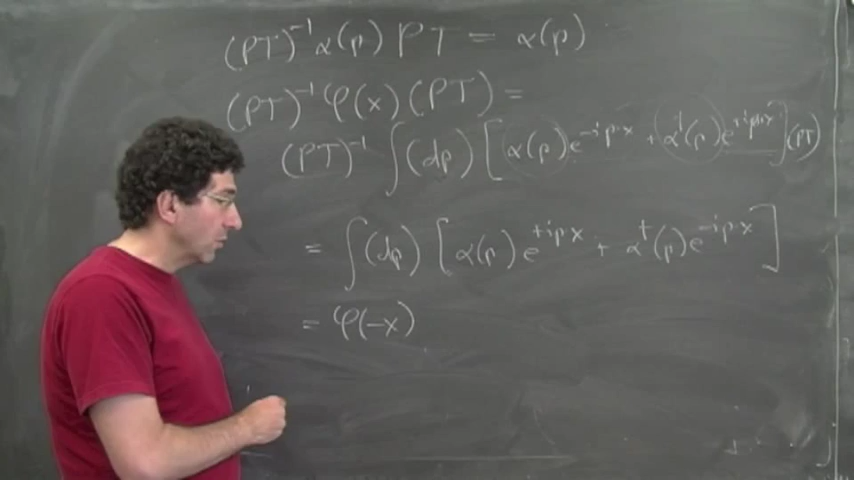 (PT)⁻¹ α(p) PT = α(p)
(PT)⁻¹ φ(x) (PT) =
(PT)⁻¹ ∫(dp) [α(p)e^{-ip·x} + α†(p)e^{+ip·x}](PT)
= ∫(dp) [α(p)e^{+ip·x} + α†(p)e^{-ip·x}]
= φ(-x)